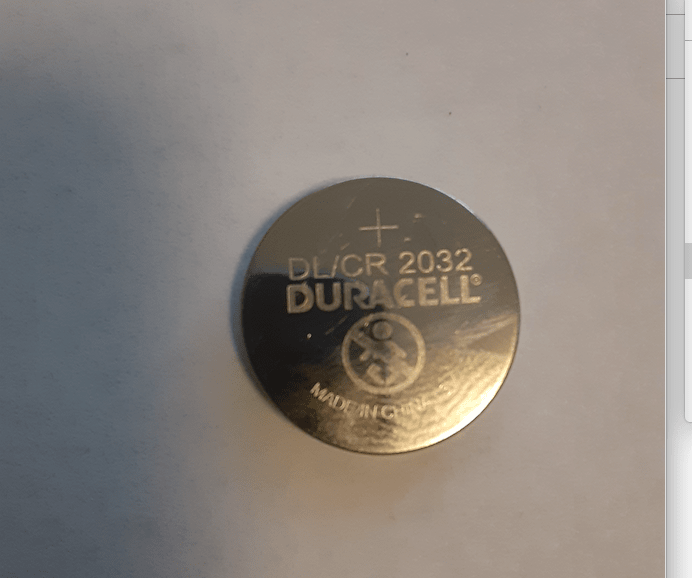 +
DL/CR 2032
DURACELL®
MADE IN CHINA